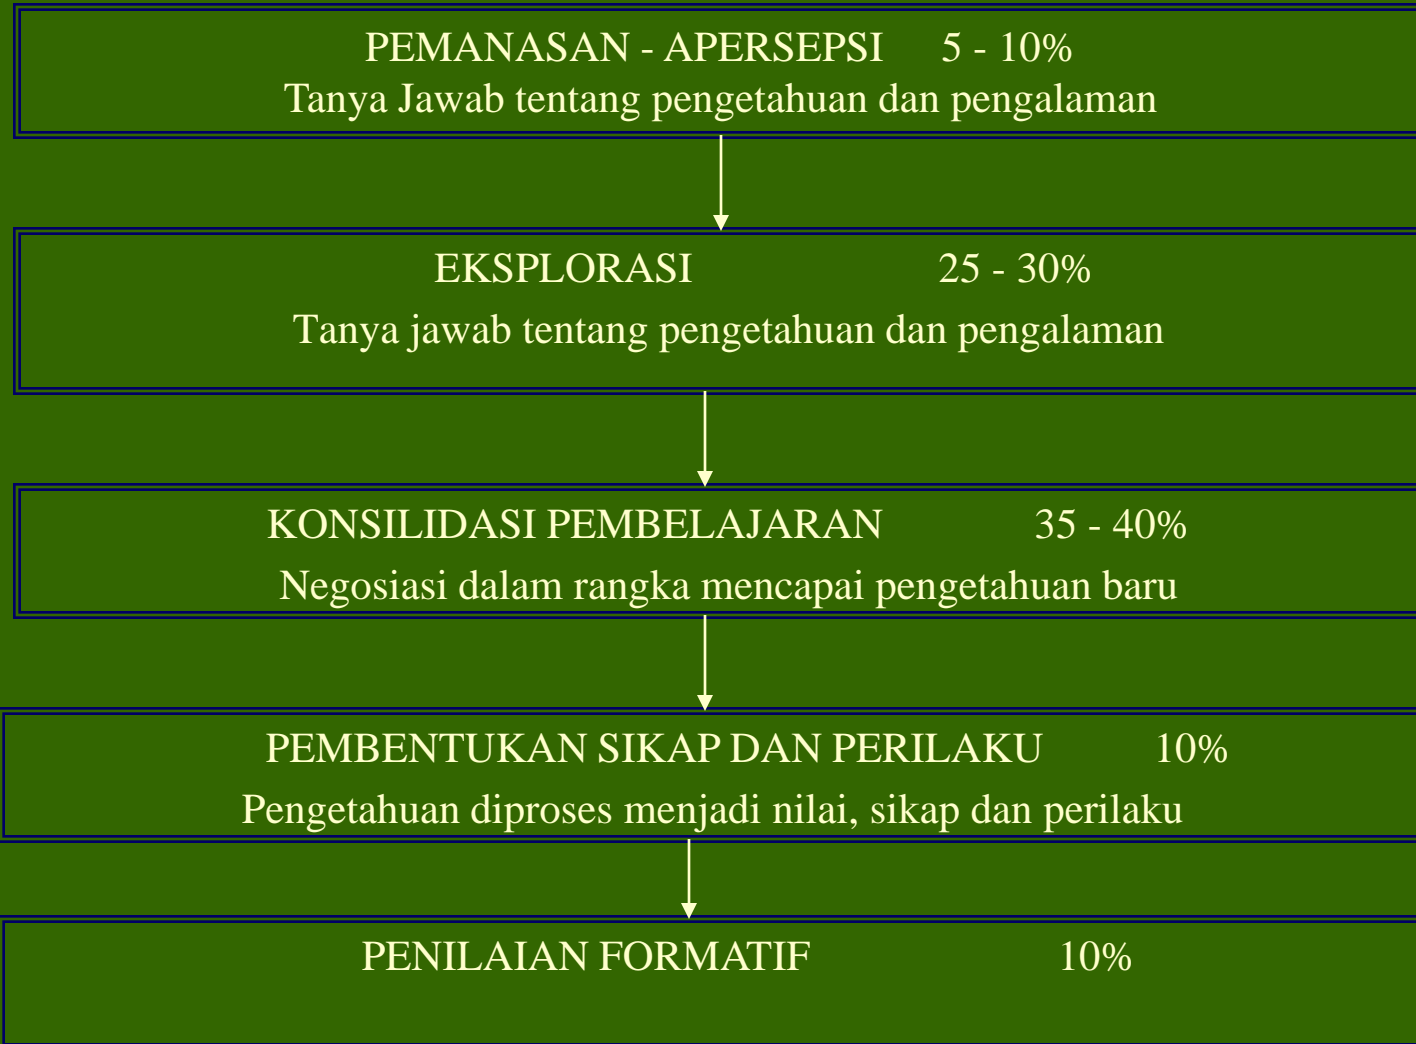 PEMANASAN - APERSEPSI 5 - 10%
Tanya Jawab tentang pengetahuan dan pengalaman
EKSPLORASI 25 - 30%
Tanya jawab tentang pengetahuan dan pengalaman
KONSILIDASI PEMBELAJARAN 35 - 40%
Negosiasi dalam rangka mencapai pengetahuan baru
PEMBENTUKAN SIKAP DAN PERILAKU 10%
Pengetahuan diproses menjadi nilai, sikap dan perilaku
PENILAIAN FORMATIF 10%